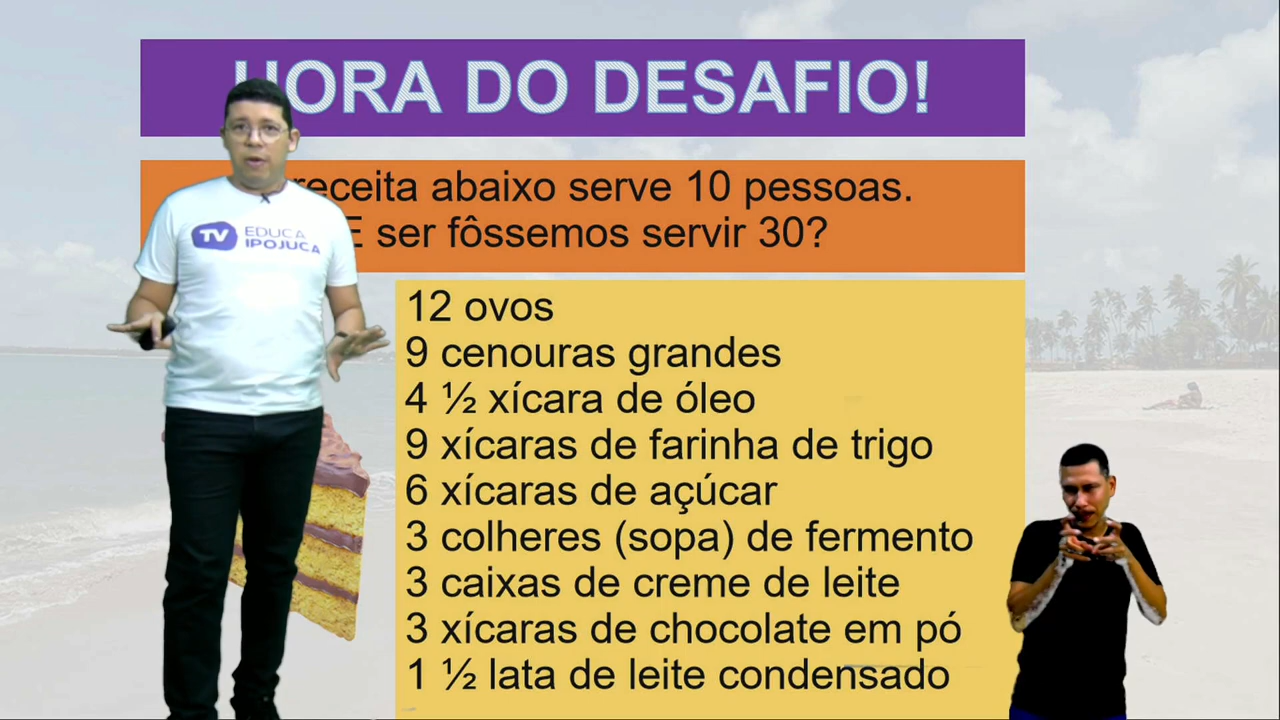 HORA DO DESAFIO!
receita abaixo serve 10 pessoas.
E ser fôssemos servir 30?
TV EDUCA
IPOJUCA
12 ovos
9 cenouras grandes
4 ½ xícara de óleo
9 xícaras de farinha de trigo
6 xícaras de açúcar
3 colheres (sopa) de fermento
3 caixas de creme de leite
3 xícaras de chocolate em pó
1 ½ lata de leite condensado